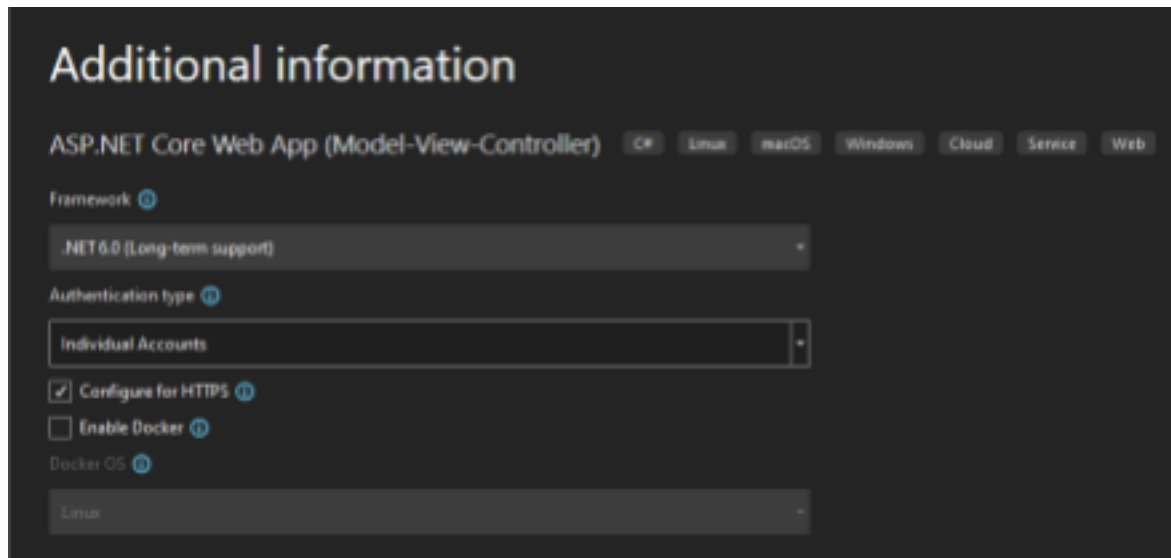 Additional information
ASP.NET Core Web App (Model-View-Controller) C# Linux macOS Windows Cloud Service Web
Framework
.NET 6.0 (Long-term support)
Authentication type
Individual Accounts
Configure for HTTPS
Enable Docker
Docker OS
Linux